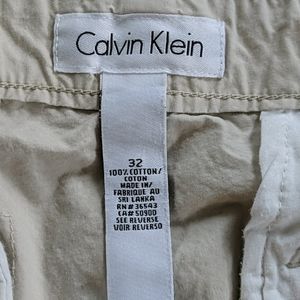 Calvin Klein
32
100% COTTON/
COTON
MADE IN/
FABRIQUE AU
SRI LANKA
RN# 36543
CA# 50900
SEE REVERSE
VOIR REVERSO